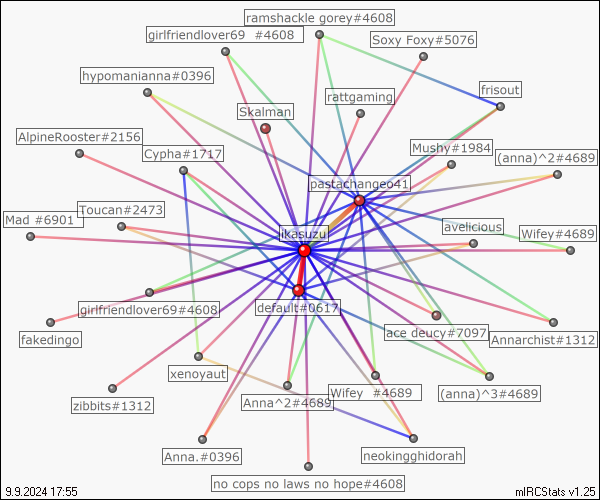 ramshackle gorey#4608
girlfriendlover69 #4608
Soxy Foxy#5076
hypomanianna#0396
frisout
rattgaming
Skalman
AlpineRooster#2156
Mushy#1984
Cypha#1717
(anna)^2#4689
pastachangeo41
Toucan#2473
Mad #6901
avelicious
likasuzu
Wifey#4689
girlfriendlover69#4608
default#0617
fakedingo
ace deucy#7097
Annarchist#1312
xenoyaut
Wifey #4689
(anna)^3#4689
zibbits#1312
Anna^2#4689
Anna.#0396
neokingghidorah
no cops no laws no hope#4608
9.9.2024 17:55
mIRCStats v1.25